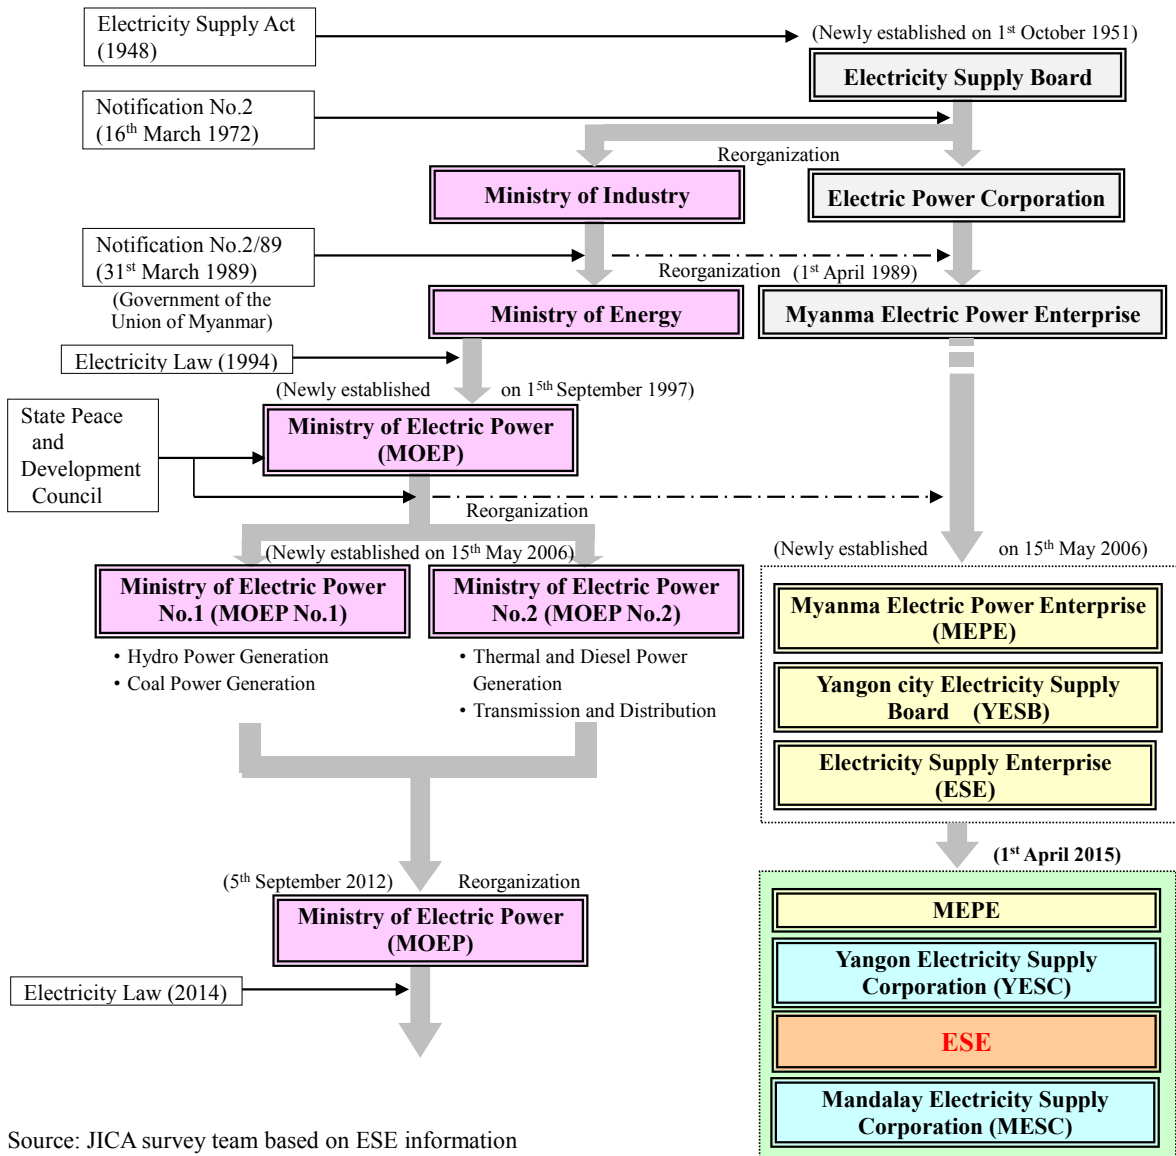 Electricity Supply Act
(1948)
(Newly established on 1st October 1951)
Electricity Supply Board
Notification No.2
(16th March 1972)
Reorganization
Ministry of Industry
Electric Power Corporation
Notification No.2/89
(31st March 1989)
(Government of the
Union of Myanmar)
Reorganization (1st April 1989)
Ministry of Energy
Myanma Electric Power Enterprise
Electricity Law (1994)
(Newly established on 15th September 1997)
Ministry of Electric Power
(MOEP)
State Peace
and
Development
Council
Reorganization
(Newly established on 15th May 2006)
Ministry of Electric Power
No.1 (MOEP No.1)
・Hydro Power Generation
・Coal Power Generation
Ministry of Electric Power
No.2 (MOEP No.2)
・Thermal and Diesel Power
Generation
・Transmission and Distribution
(Newly established on 15th May 2006)
Myanma Electric Power Enterprise
(MEPE)
Yangon city Electricity Supply
Board (YESB)
Electricity Supply Enterprise
(ESE)
(1st April 2015)
(5th September 2012) Reorganization
Ministry of Electric Power
(MOEP)
Electricity Law (2014)
MEPE
Yangon Electricity Supply
Corporation (YESC)
ESE
Mandalay Electricity Supply
Corporation (MESC)
Source: JICA survey team based on ESE information